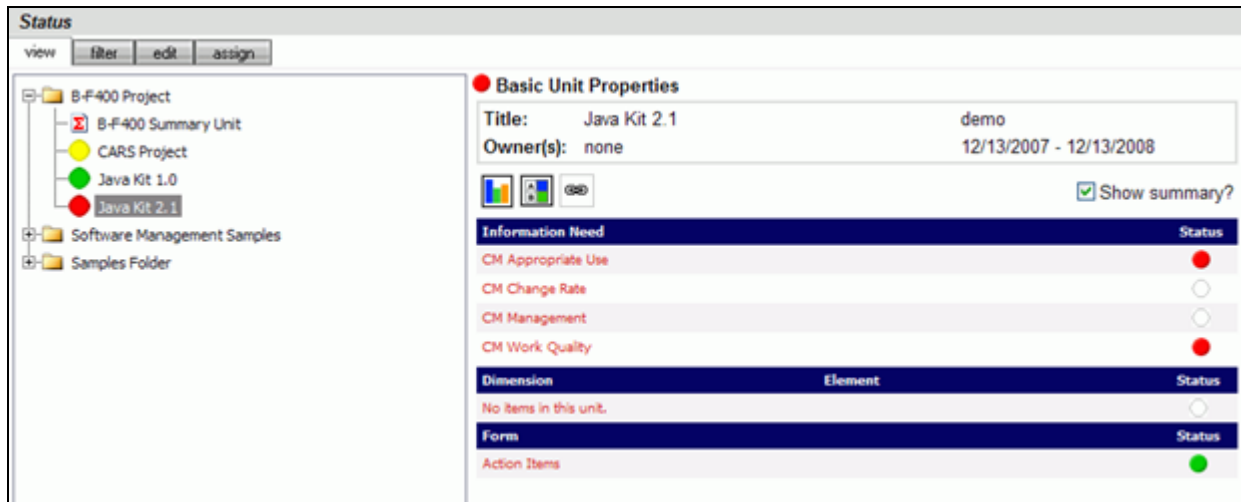 Status
view filter edit assign
B-F400 Project
B-F400 Summary Unit
CARS Project
Java Kit 1.0
Java Kit 2.1
Software Management Samples
Samples Folder
Basic Unit Properties
Title: Java Kit 2.1 demo
Owner(s): none 12/13/2007 - 12/13/2008
Show summary?
Information Need Status
CM Appropriate Use
CM Change Rate
CM Management
CM Work Quality
Dimension Element Status
No items in this unit.
Form Status
Action Items